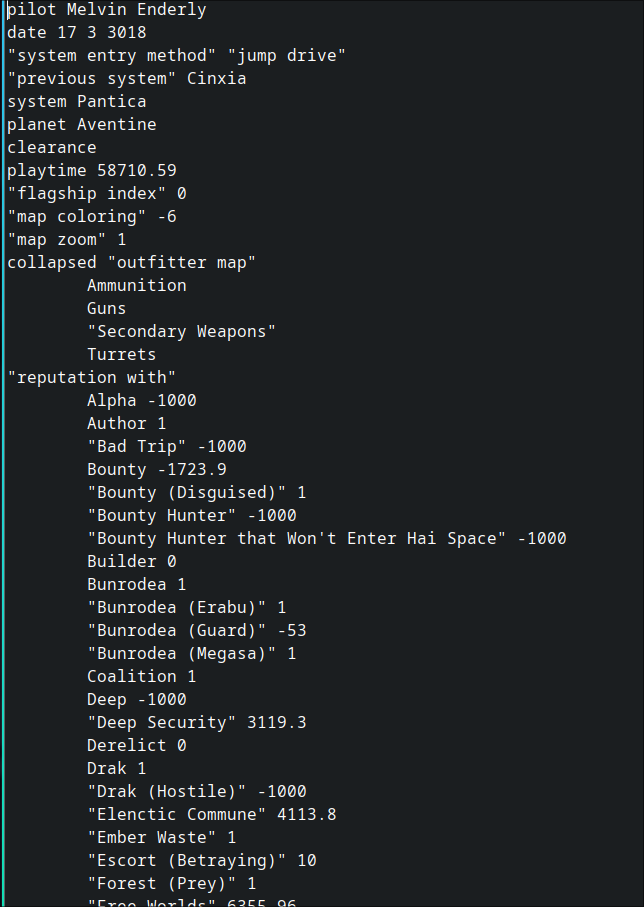 pilot Melvin Enderly
date 17 3 3018
"system entry method" "jump drive"
"previous system" Cinxia
system Pantica
planet Aventine
clearance
playtime 58710.59
"flagship index" 0
"map coloring" -6
"map zoom" 1
collapsed "outfitter map"
Ammunition
Guns
"Secondary Weapons"
Turrets
"reputation with"
Alpha -1000
Author 1
"Bad Trip" -1000
Bounty -1723.9
"Bounty (Disguised)" 1
"Bounty Hunter" -1000
"Bounty Hunter that Won't Enter Hai Space" -1000
Builder 0
Bunrodea 1
"Bunrodea (Erabu)" 1
"Bunrodea (Guard)" -53
"Bunrodea (Megasa)" 1
Coalition 1
Deep -1000
"Deep Security" 3119.3
Derelict 0
Drak 1
"Drak (Hostile)" -1000
"Elenctic Commune" 4113.8
"Ember Waste" 1
"Escort (Betraying)" 10
"Forest (Prey)" 1
"Free Worlds" 6355.96